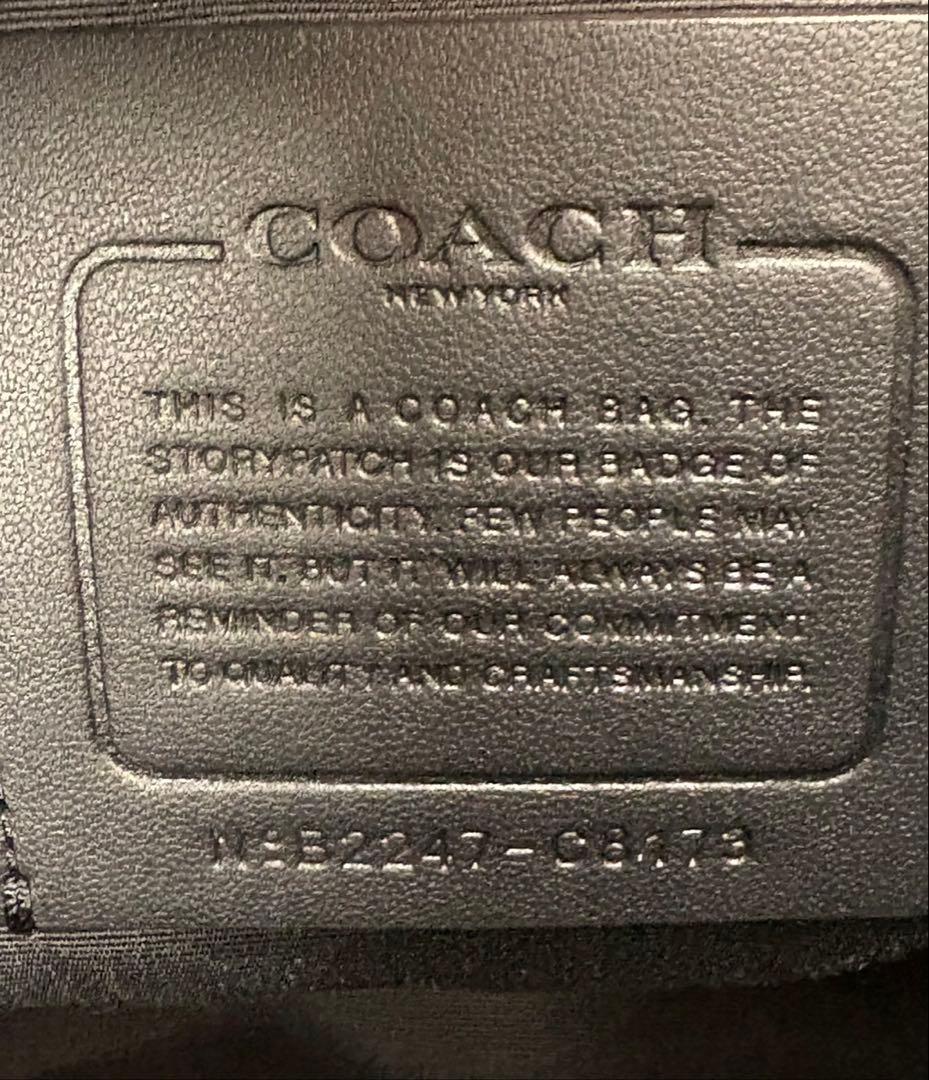 COACH
NEW YORK
THIS IS A COACH BAG. THE
STORYPATCH IS OUR BADGE OF
AUTHENTICITY. FEW PEOPLE MAY
SEE IT, BUT IT WILL ALWAYS BE A
REMINDER OF OUR COMMITMENT
TO QUALITY AND CRAFTSMANSHIP.